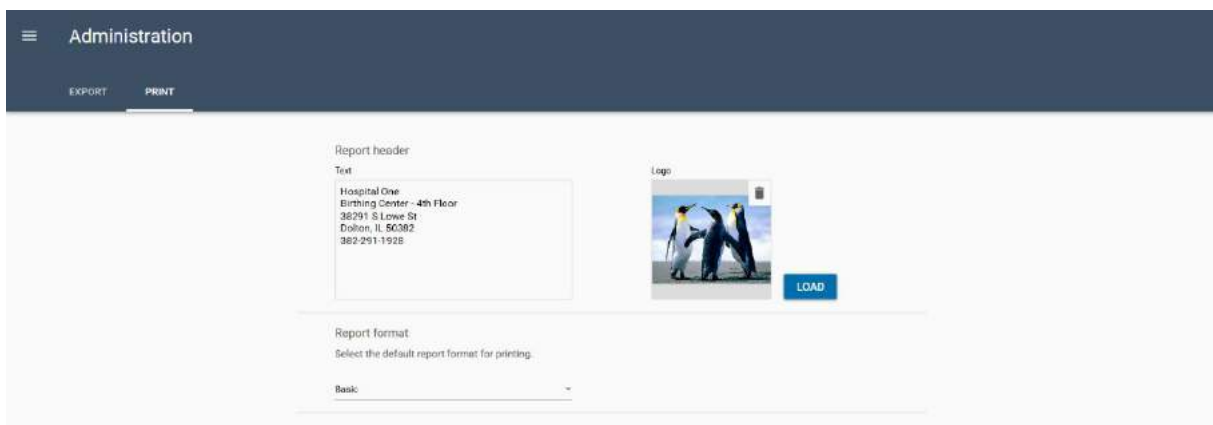 Administration
EXPORT PRINT
Report header
Text
Hospital One
Birthing Center - 4th Floor
38291 S Lowe St
Dolton, IL 50382
382-291-1928
Logo
LOAD
Report format
Select the default report format for printing.
Basic